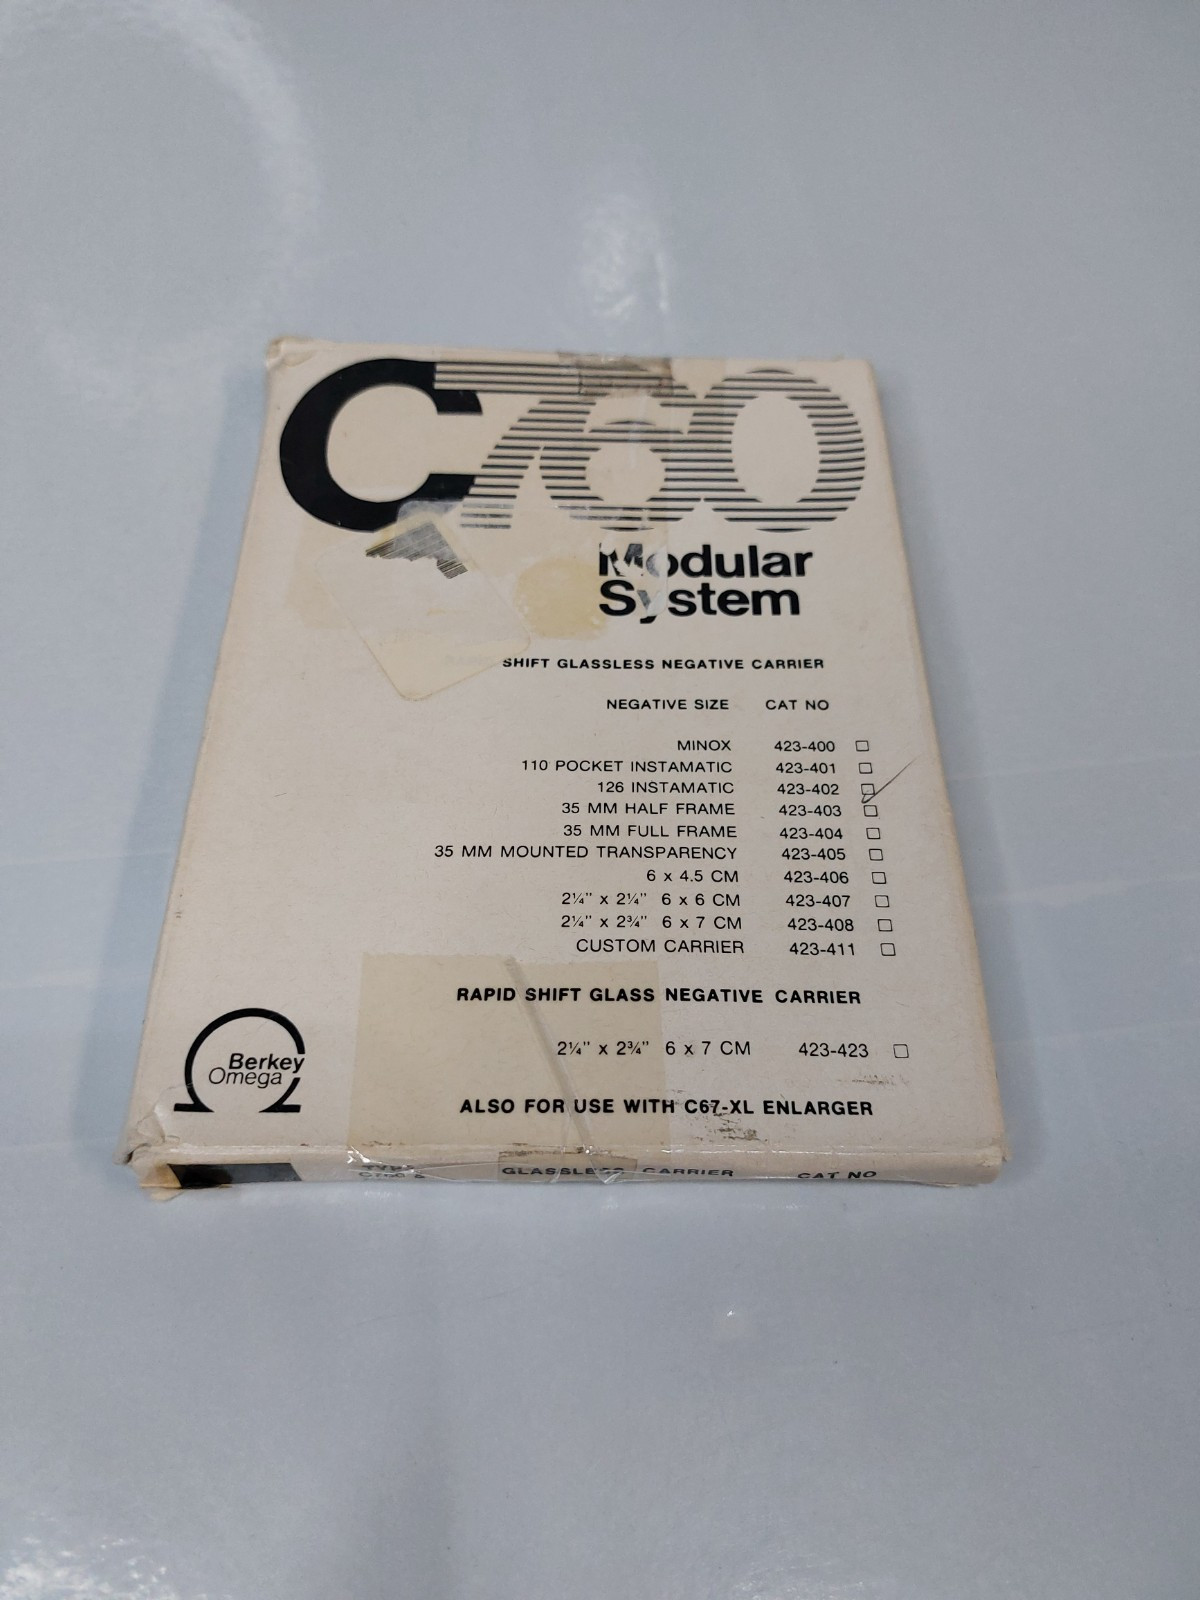 C760
Modular
System
SHIFT GLASSLESS NEGATIVE CARRIER
NEGATIVE SIZE CAT NO
MINOX 423-400 ☐
110 POCKET INSTAMATIC 423-401 ☐
126 INSTAMATIC 423-402 ☐
35 MM HALF FRAME 423-403 ☐
35 MM FULL FRAME 423-404 ☐
35 MM MOUNTED TRANSPARENCY 423-405 ☐
6 x 4.5 CM 423-406 ☐
2¼" x 2¼" 6 x 6 CM 423-407 ☐
2¼" x 2¾" 6 x 7 CM 423-408 ☐
CUSTOM CARRIER 423-411 ☐
RAPID SHIFT GLASS NEGATIVE CARRIER
2¼" x 2¾" 6 x 7 CM 423-423 ☐
ALSO FOR USE WITH C67-XL ENLARGER
Berkey
Omega
GLASSLESS CARRIER CAT NO